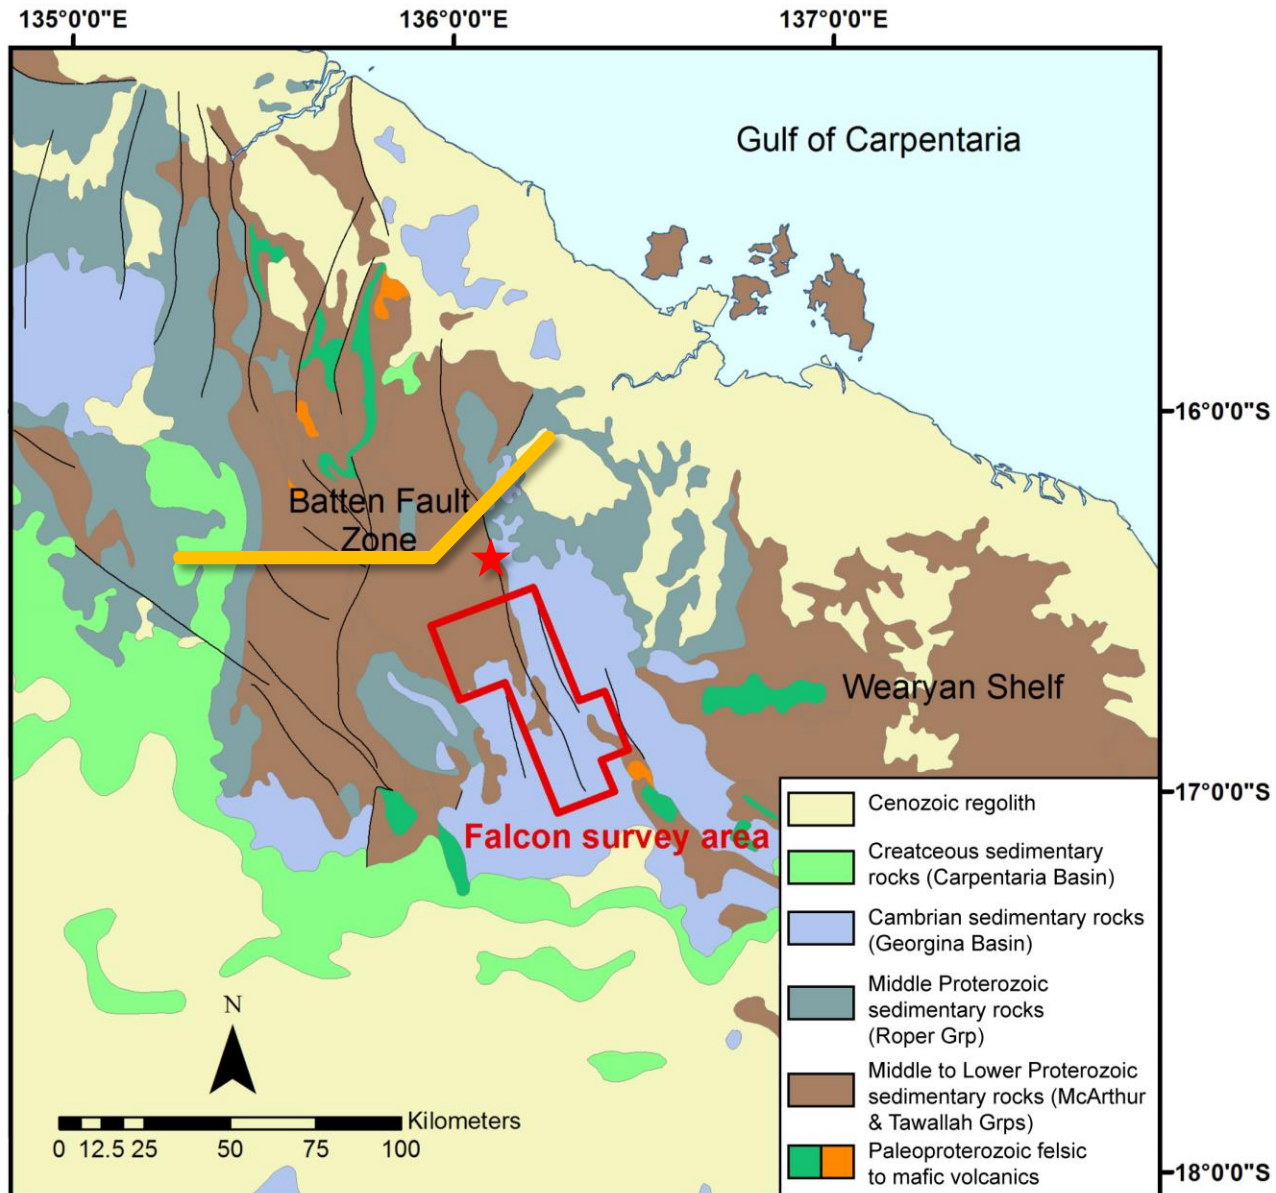 135°0'0"E
136°0'0"E
137°0'0"E
Gulf of Carpentaria
16°0'0"S
Batten Fault
Zone
Wearyan Shelf
17°0'0"S
Falcon survey area
Cenozoic regolith
Creatceous sedimentary
rocks (Carpentaria Basin)
Cambrian sedimentary rocks
(Georgina Basin)
Middle Proterozoic
sedimentary rocks
(Roper Grp)
Middle to Lower Proterozoic
sedimentary rocks (McArthur
& Tawallah Grps)
Paleoproterozoic felsic
to mafic volcanics
N
Kilometers
0 12.5 25 50 75 100
18°0'0"S